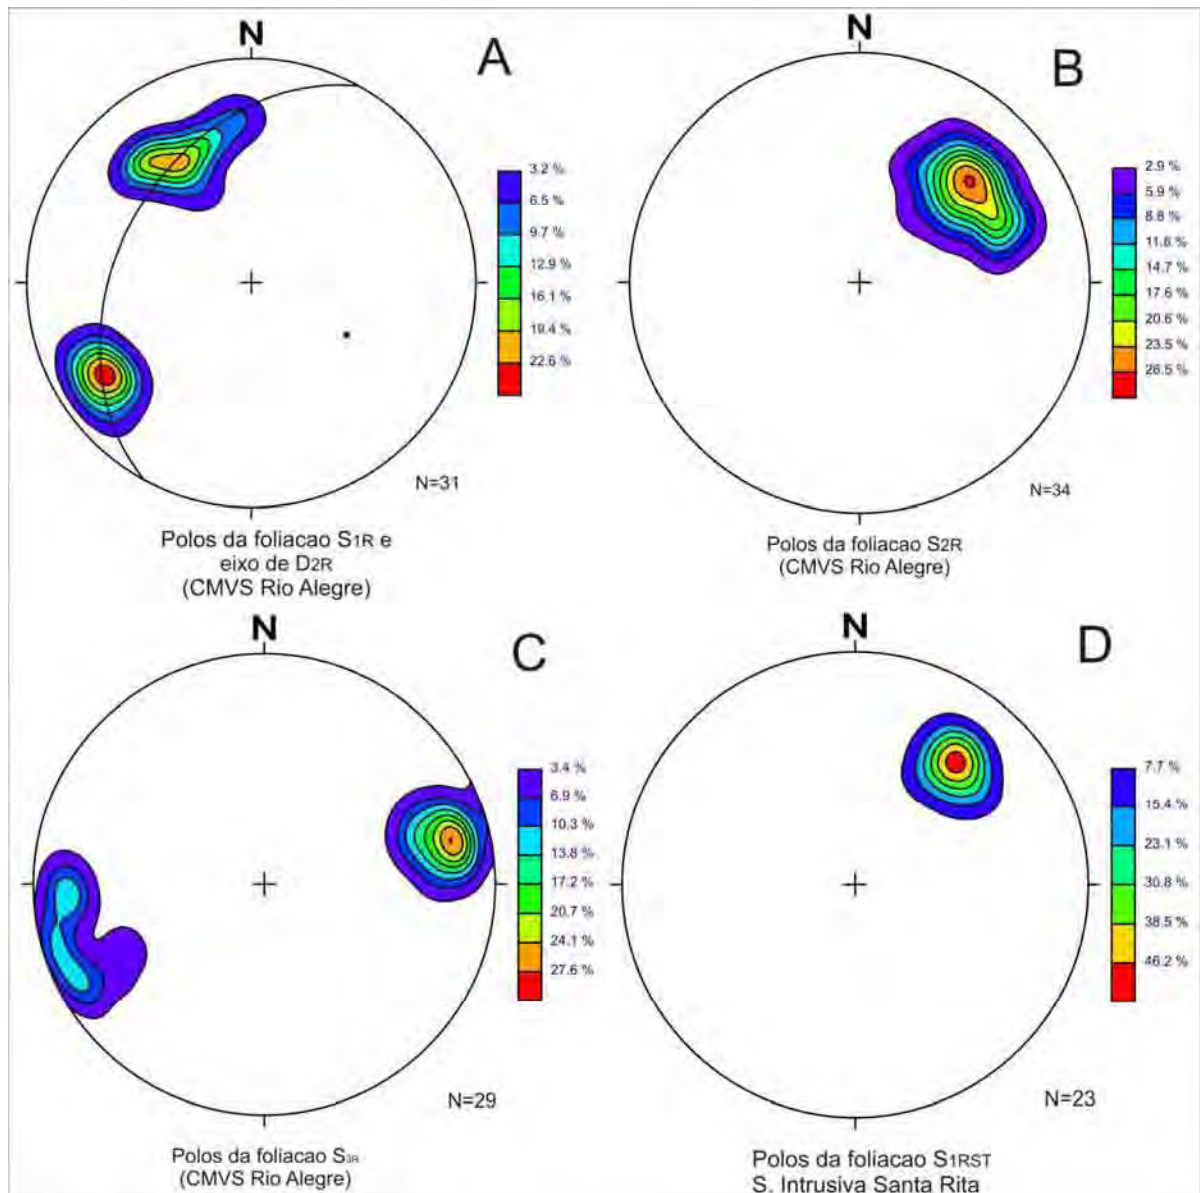 N
A
3.2 %
6.5 %
9.7 %
12.9 %
16.1 %
19.4 %
22.6 %
N=31
Polos da foliacao S1R e
eixo de D2R
(CMVS Rio Alegre)
N
B
2.9 %
5.9 %
8.8 %
11.8 %
14.7 %
17.6 %
20.6 %
23.5 %
26.5 %
N=34
Polos da foliacao S2R
(CMVS Rio Alegre)
N
C
3.4 %
6.9 %
10.3 %
13.8 %
17.2 %
20.7 %
24.1 %
27.6 %
N=29
Polos da foliacao S3R
(CMVS Rio Alegre)
N
D
7.7 %
15.4 %
23.1 %
30.8 %
38.5 %
46.2 %
N=23
Polos da foliacao S1RST
S. Intrusiva Santa Rita